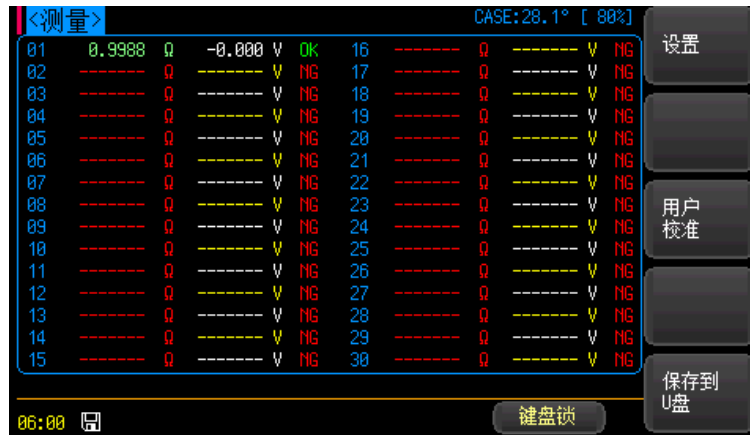 <测量> CASE:28.1° [ 80%]
01 0.9988 Ω -0.000 V OK 16 ------- Ω ------- V NG
02 ------- Ω ------- V NG 17 ------- Ω ------- V NG
03 ------- Ω ------- V NG 18 ------- Ω ------- V NG
04 ------- Ω ------- V NG 19 ------- Ω ------- V NG
05 ------- Ω ------- V NG 20 ------- Ω ------- V NG
06 ------- Ω ------- V NG 21 ------- Ω ------- V NG
07 ------- Ω ------- V NG 22 ------- Ω ------- V NG
08 ------- Ω ------- V NG 23 ------- Ω ------- V NG
09 ------- Ω ------- V NG 24 ------- Ω ------- V NG
10 ------- Ω ------- V NG 25 ------- Ω ------- V NG
11 ------- Ω ------- V NG 26 ------- Ω ------- V NG
12 ------- Ω ------- V NG 27 ------- Ω ------- V NG
13 ------- Ω ------- V NG 28 ------- Ω ------- V NG
14 ------- Ω ------- V NG 29 ------- Ω ------- V NG
15 ------- Ω ------- V NG 30 ------- Ω ------- V NG
设置
用户
校准
保存到
U盘
06:00
键盘锁